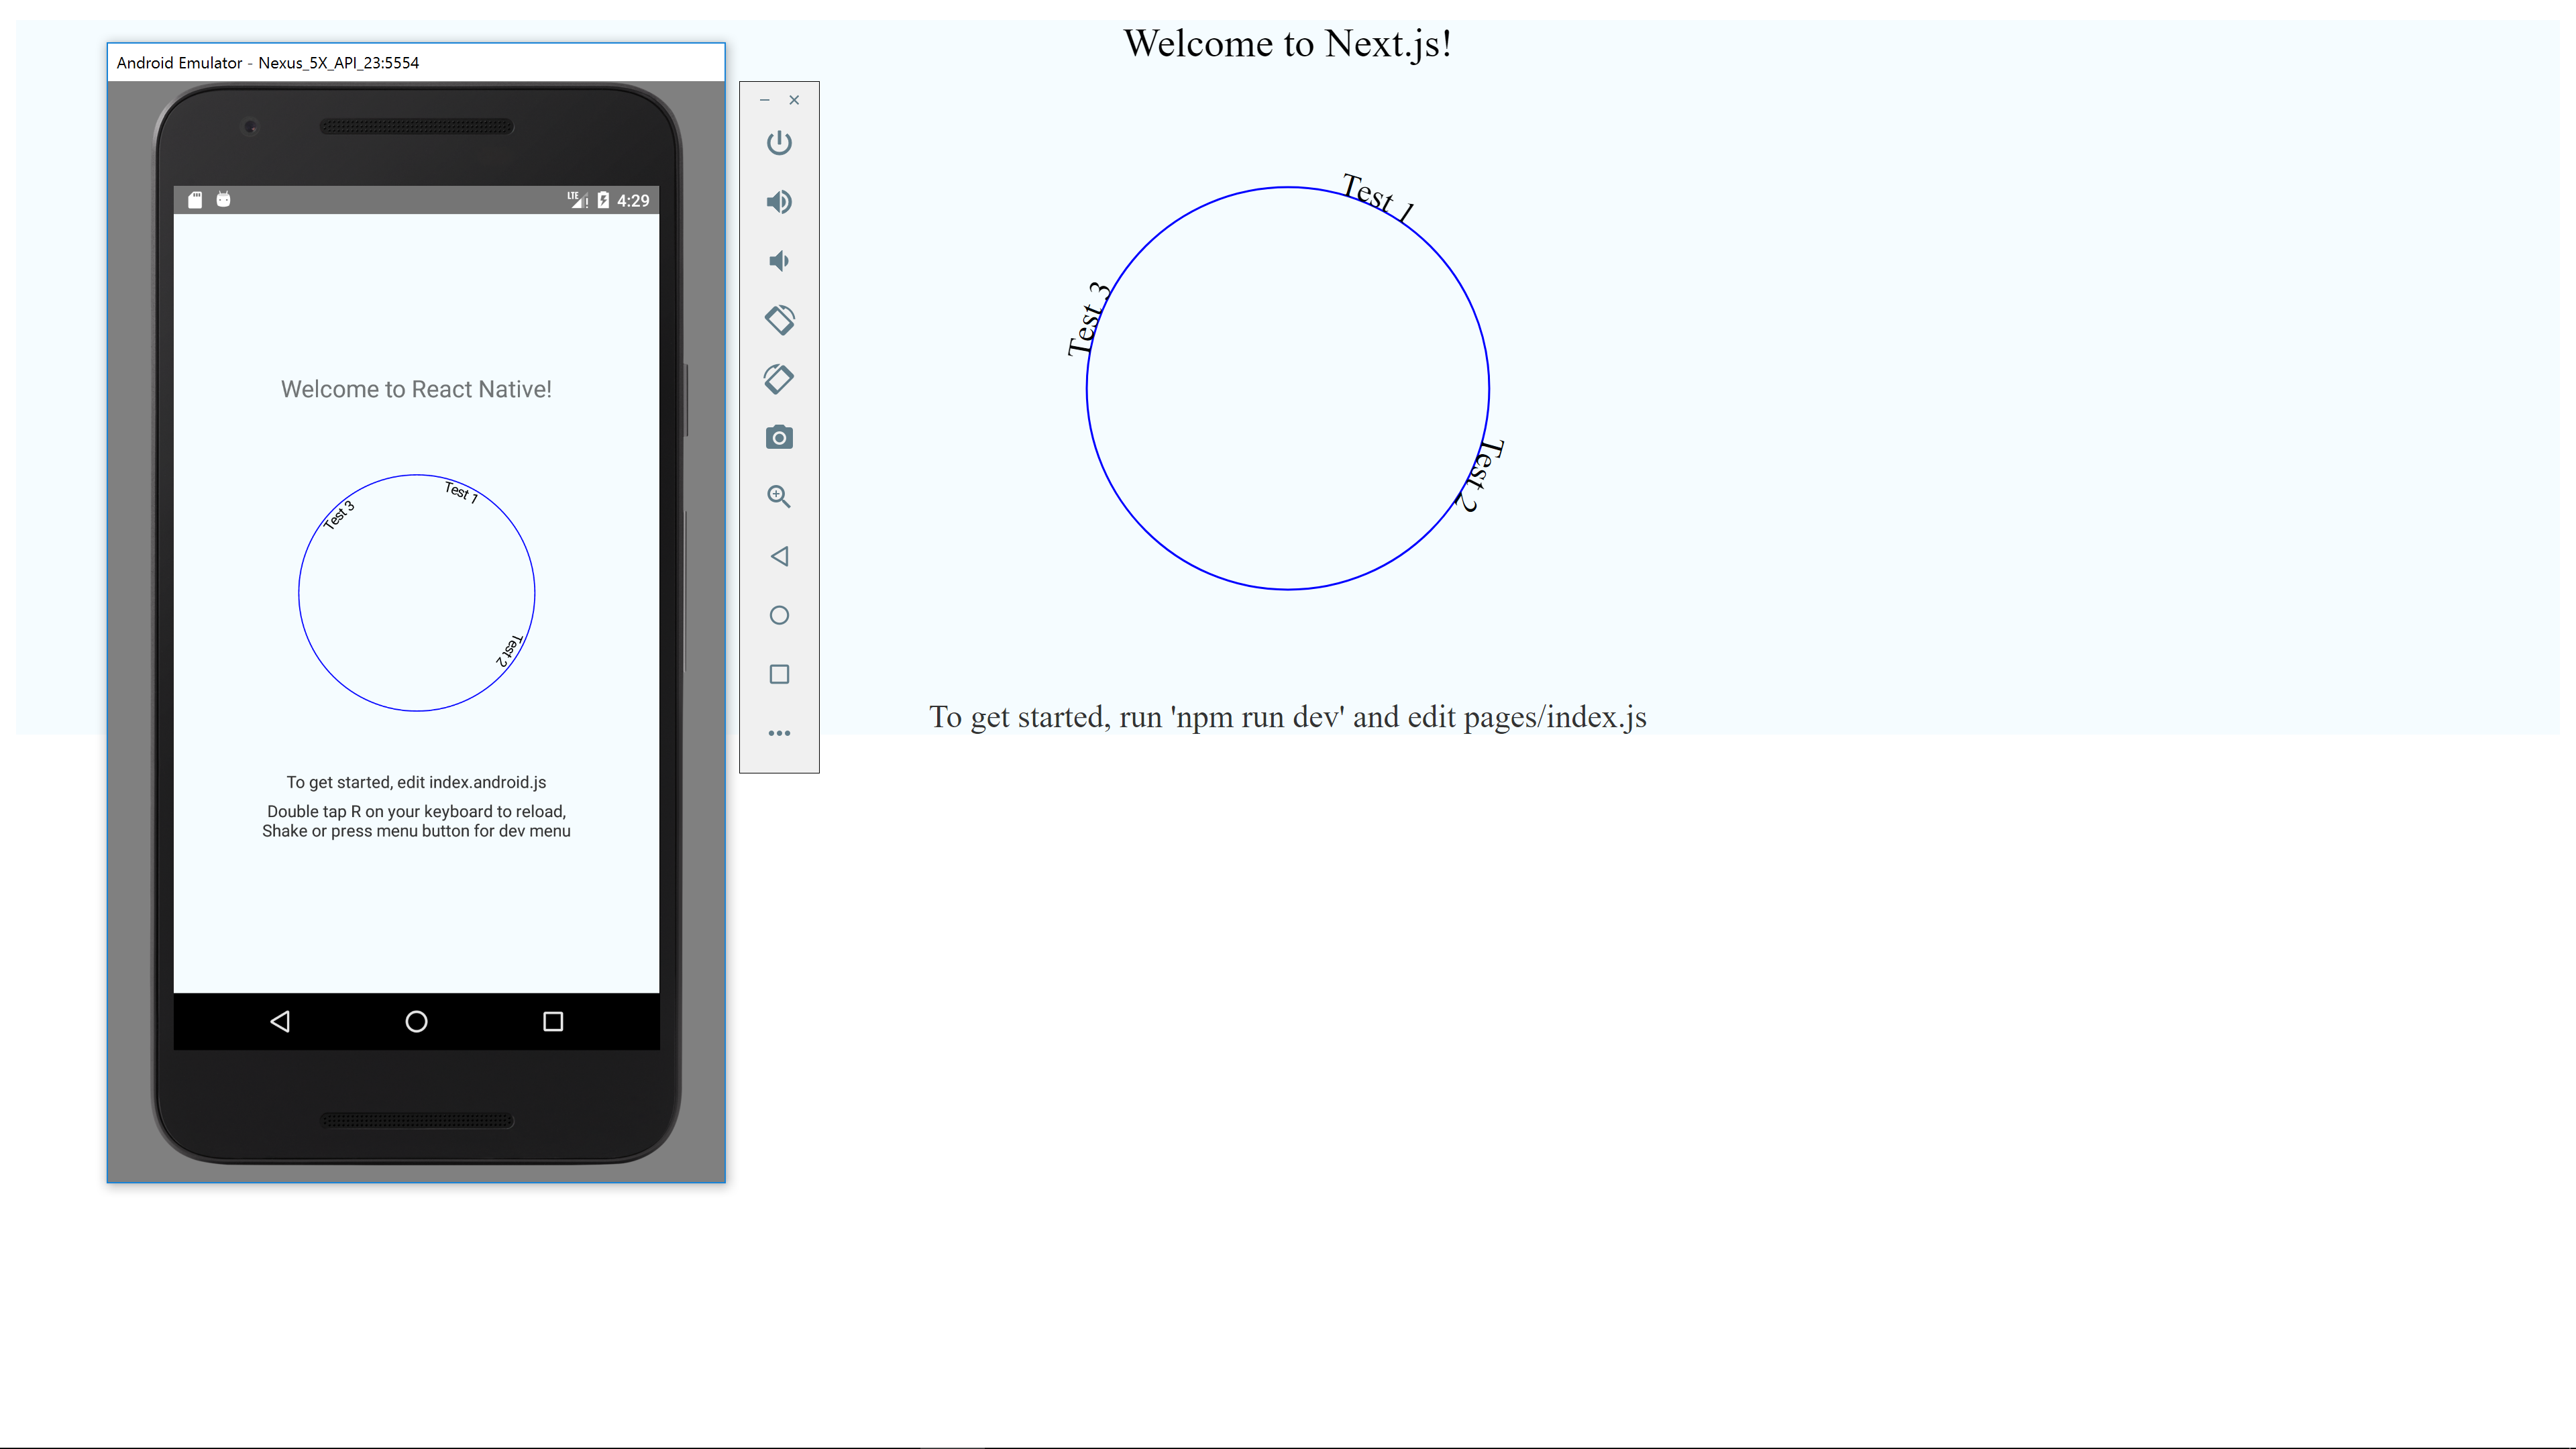 Welcome to Next.js!
Android Emulator - Nexus_5X_API_23:5554
LTE
4:29
Welcome to React Native!
Test 1
Test 3
Test 2
To get started, edit index.android.js
Double tap R on your keyboard to reload,
Shake or press menu button for dev menu
Test 1
Test 3
Test 2
To get started, run 'npm run dev' and edit pages/index.js